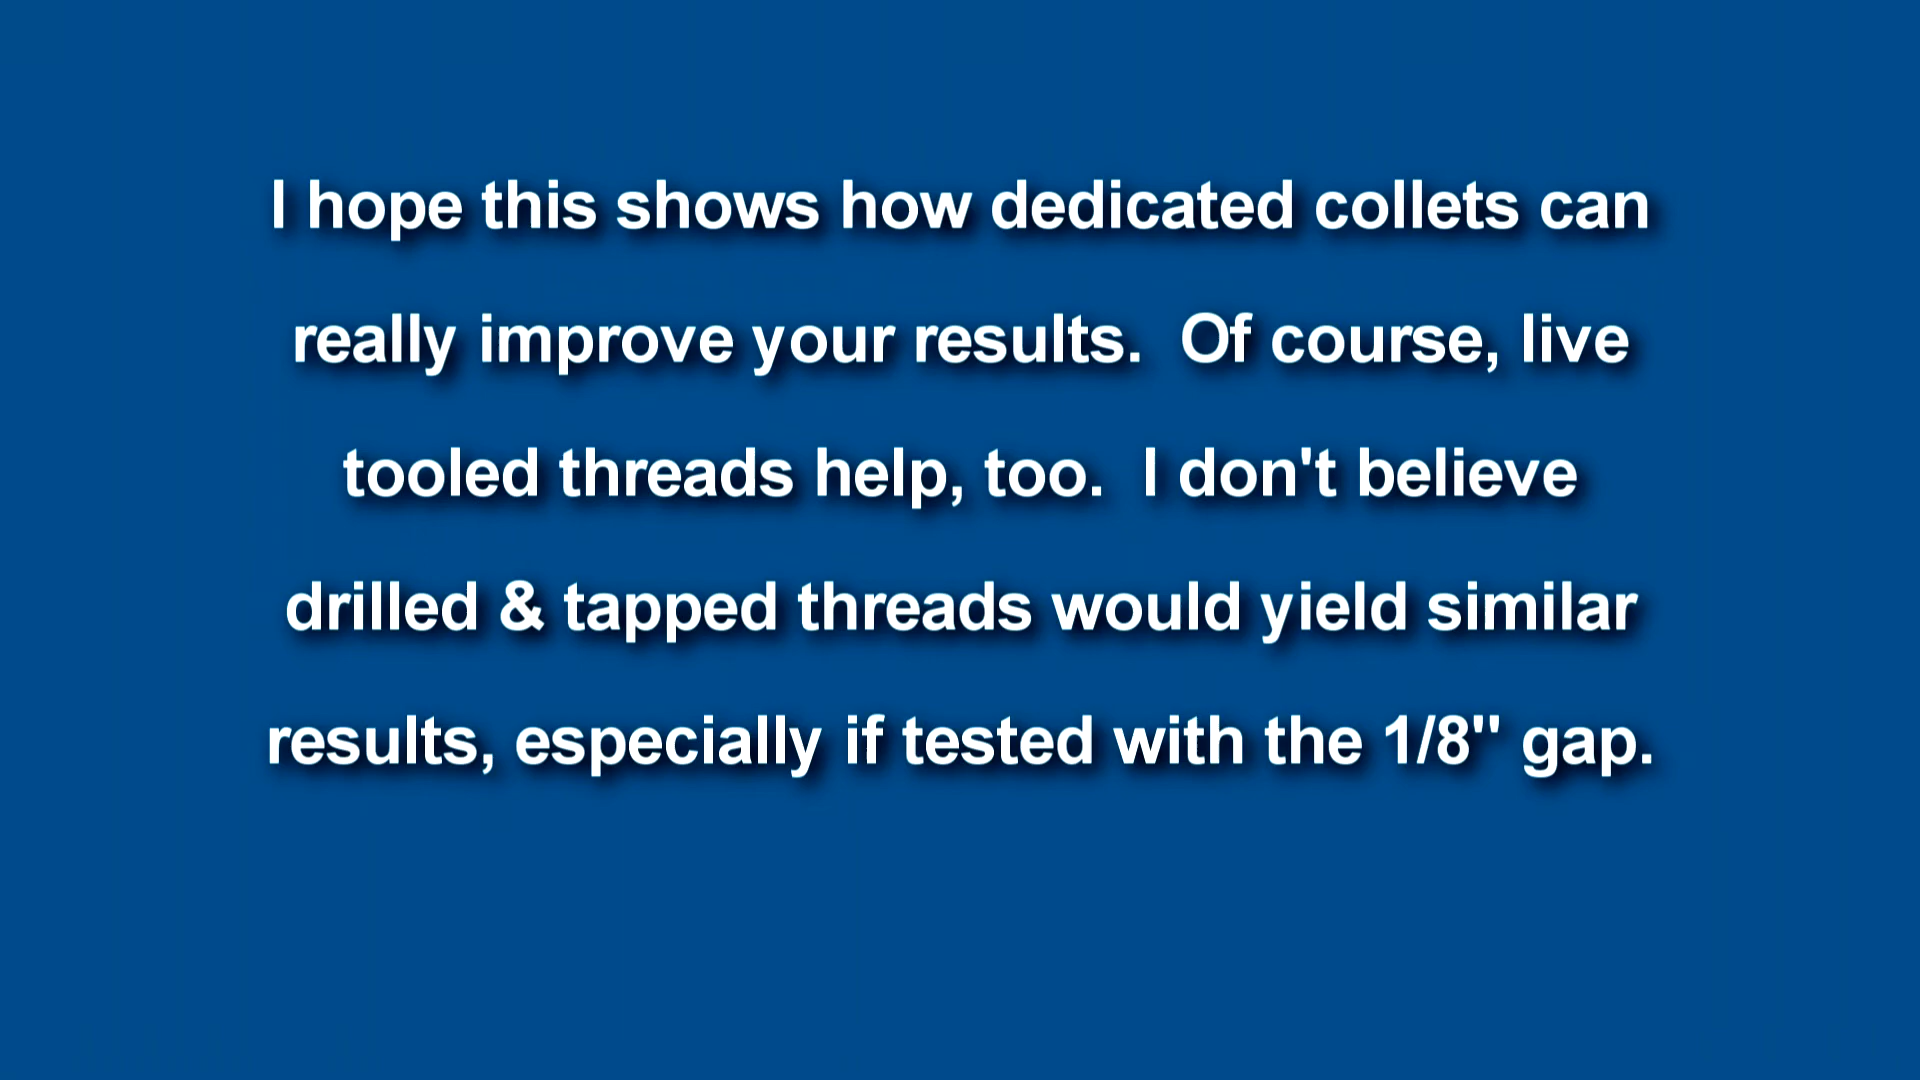 I hope this shows how dedicated collets can
really improve your results.  Of course, live
tooled threads help, too.  I don't believe
drilled & tapped threads would yield similar
results, especially if tested with the 1/8" gap.